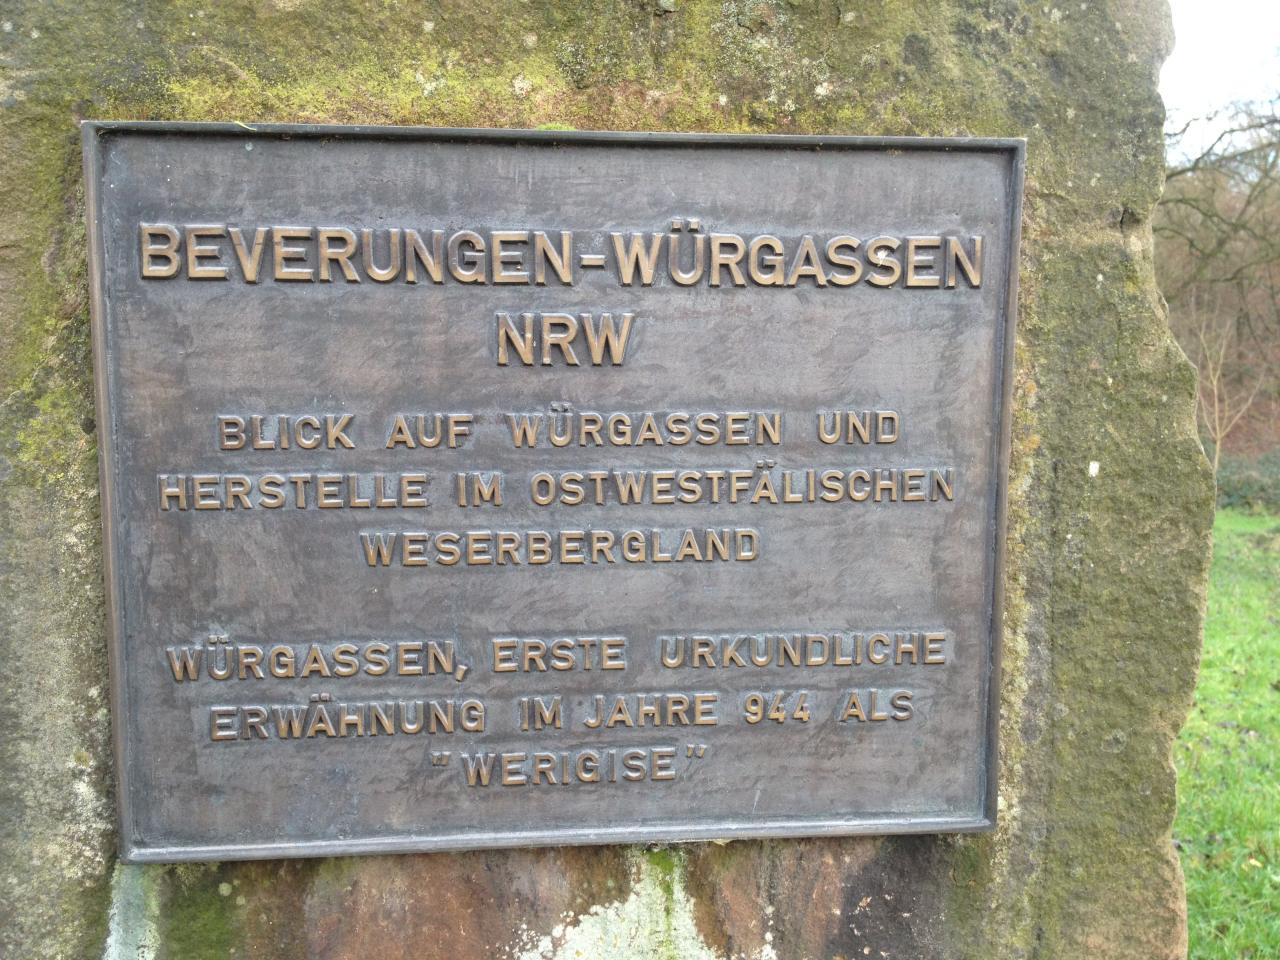 BEVERUNGEN-WÜRGASSEN
NRW
BLICK AUF WÜRGASSEN UND
HERSTELLE IM OSTWESTFÄLISCHEN
WESERBERGLAND
WÜRGASSEN, ERSTE URKUNDLICHE
ERWÄHNUNG IM JAHRE 944 ALS
"WERIGISE"